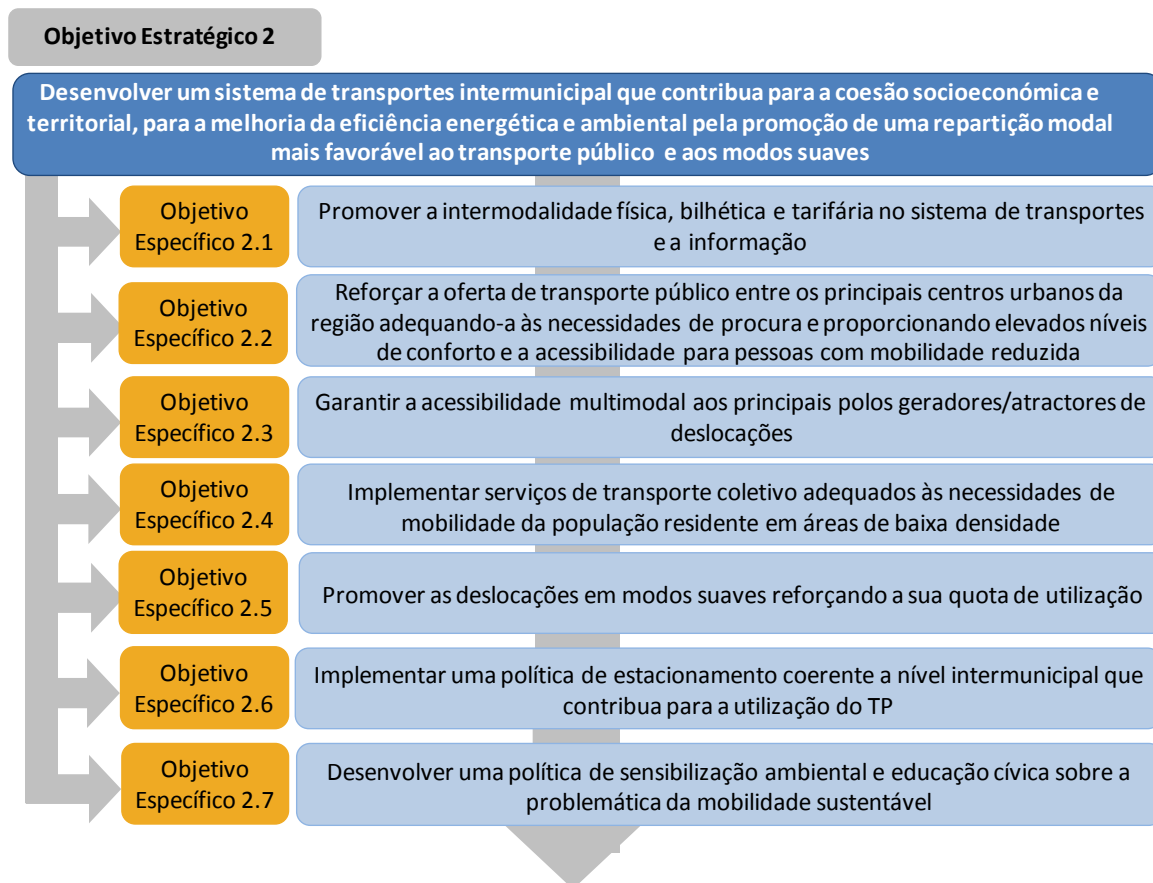 Objetivo Estratégico 2
Desenvolver um sistema de transportes intermunicipal que contribua para a coesão socioeconómica e
territorial, para a melhoria da eficiência energética e ambiental pela promoção de uma repartição modal
mais favorável ao transporte público e aos modos suaves
Objetivo
Específico 2.1
Promover a intermodalidade física, bilhética e tarifária no sistema de transportes
e a informação
Objetivo
Específico
2.2
Reforçar a oferta de transporte público entre os principais centros urbanos da
região adequando-a às necessidades de procura e proporcionando elevados níveis
de conforto e a acessibilidade para pessoas com mobilidade reduzida
Objetivo
Específico 2.3
Garantir a acessibilidade multimodal aos principais polos geradores/atractores de
deslocações
Objetivo
Específico 2.4
Implementar serviços de transporte coletivo adequados às necessidades de
mobilidade da população residente em áreas de baixa densidade
Objetivo
Específico 2.5
Promover as deslocações em modos suaves reforçando a sua quota de utilização
Objetivo
Específico 2.6
Implementar uma política de estacionamento coerente a nível intermunicipal que
contribua para a utilização do TP
Objetivo
Específico 2.7
Desenvolver uma política de sensibilização ambiental e educação cívica sobre a
problemática da mobilidade sustentável